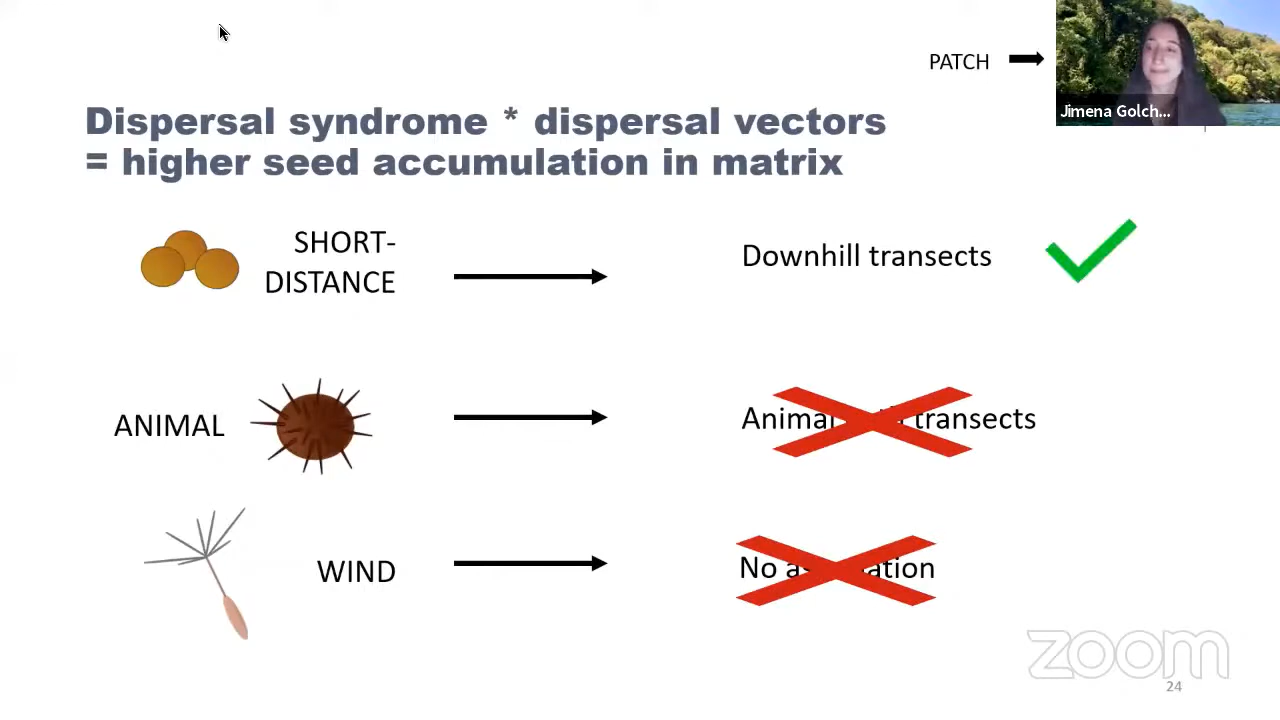 PATCH
Jimena Golch...
Dispersal syndrome * dispersal vectors
= higher seed accumulation in matrix
SHORT-
DISTANCE
Downhill transects
ANIMAL
Animal transects
WIND
No
zoom
24